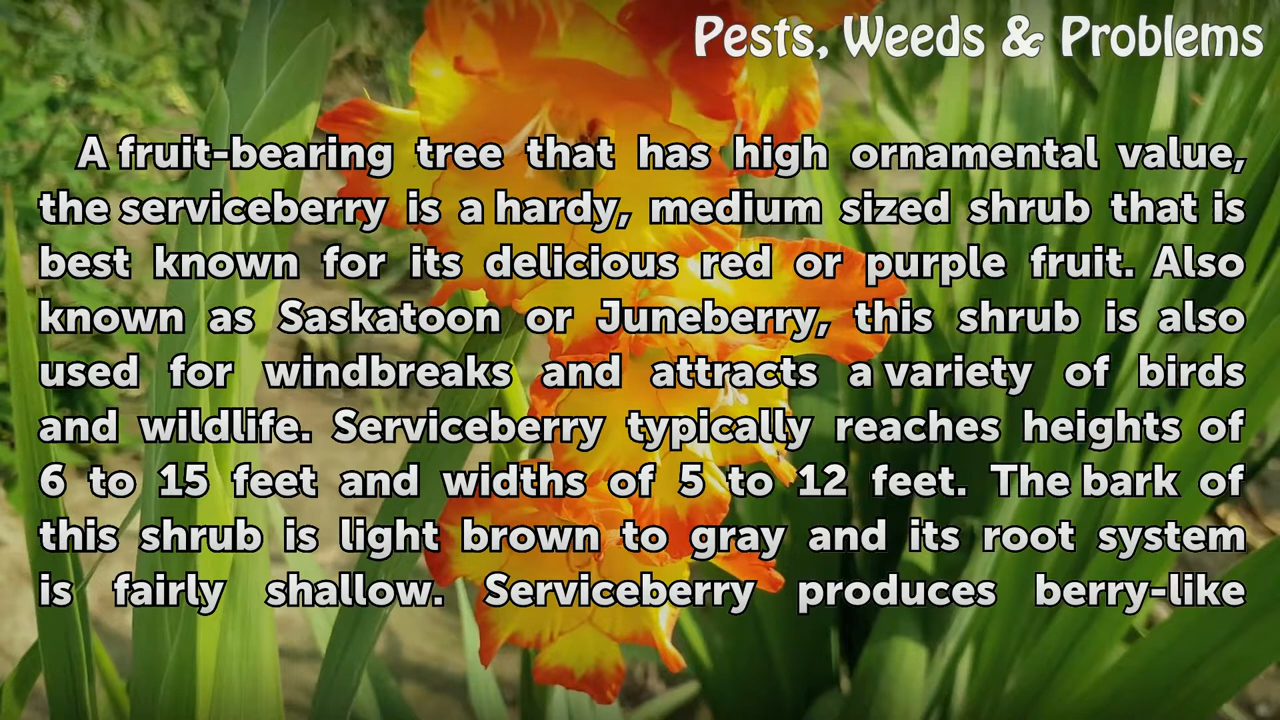 Pests, Weeds & Problems
A fruit-bearing tree that has high ornamental value,
the serviceberry is a hardy, medium sized shrub that is
best known for its delicious red or purple fruit. Also
known as Saskatoon or Juneberry, this shrub is also
used for windbreaks and attracts a variety of birds
and wildlife. Serviceberry typically reaches heights of
6 to 15 feet and widths of 5 to 12 feet. The bark of
this shrub is light brown to gray and its root system
is fairly shallow. Serviceberry produces berry-like